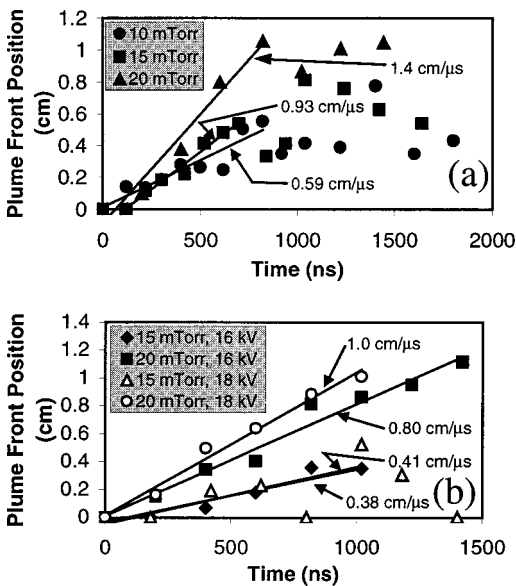 Plume Front Position
(cm)
1.2
1
0.8
0.6
0.4
0.2
0
10 mTorr
15 mTorr
20 mTorr
1.4 cm/µs
0.93 cm/µs
0.59 cm/µs
(a)
0 500 1000 1500 2000
Time (ns)
Plume Front Position
(cm)
1.4
1.2
1
0.8
0.6
0.4
0.2
0
15 mTorr, 16 kV
20 mTorr, 16 kV
15 mTorr, 18 kV
20 mTorr, 18 kV
1.0 cm/µs
0.80 cm/µs
0.41 cm/µs
0.38 cm/µs
(b)
0 500 1000 1500
Time (ns)